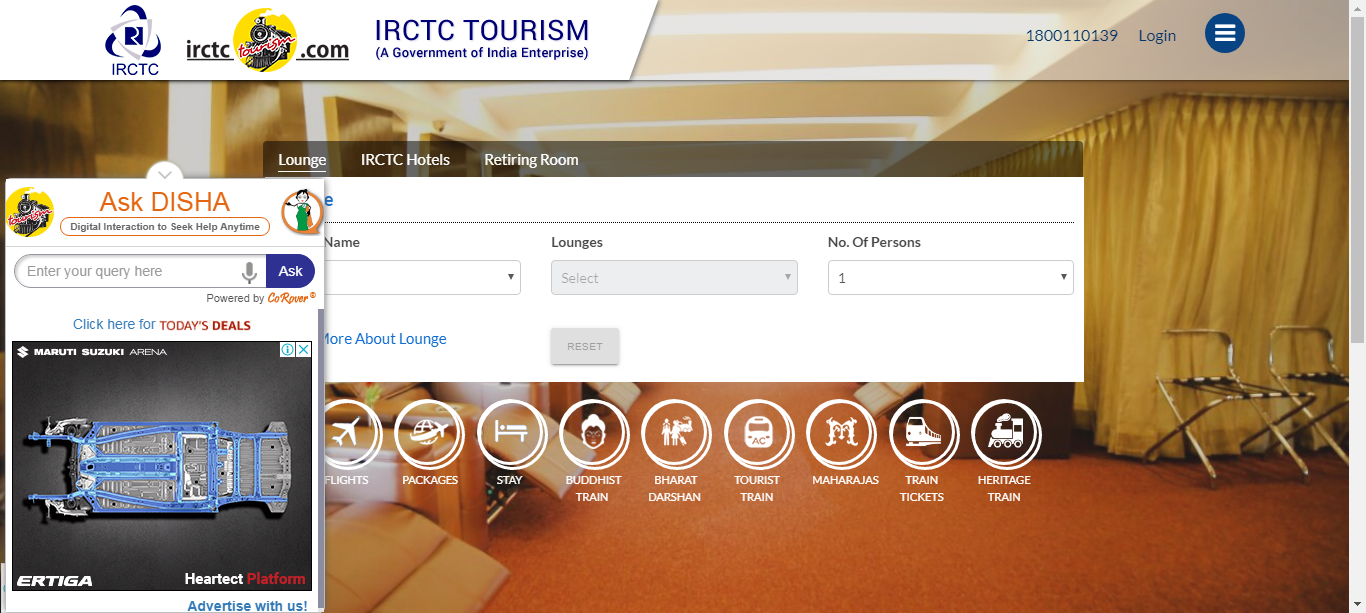 IRCTC
irctc tourism .com
IRCTC TOURISM
(A Government of India Enterprise)
1800110139 Login
Lounge IRCTC Hotels Retiring Room
Ask DISHA
Digital Interaction to Seek Help Anytime
tourism
e
Name Lounges No. Of Persons
Enter your query here Ask
Select 1
Powered by CoRover ©
Click here for TODAY'S DEALS
More About Lounge RESET
MARUTI SUZUKI ARENA
ERTIGA Heartect Platform
Advertise with us!
FLIGHTS
PACKAGES
STAY
BUDDHIST
TRAIN
BHARAT
DARSHAN
AC
TOURIST
TRAIN
MAHARAJAS
TRAIN
TICKETS
HERITAGE
TRAIN